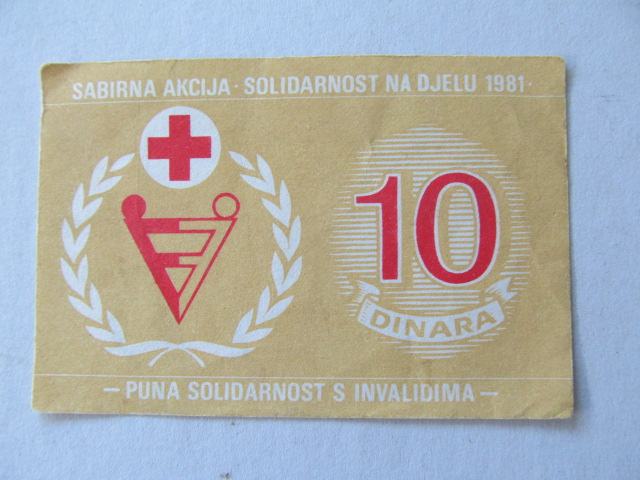 SABIRNA AKCIJA · SOLIDARNOST NA DJELU 1981 ·
10
DINARA
— PUNA SOLIDARNOST S INVALIDIMA —